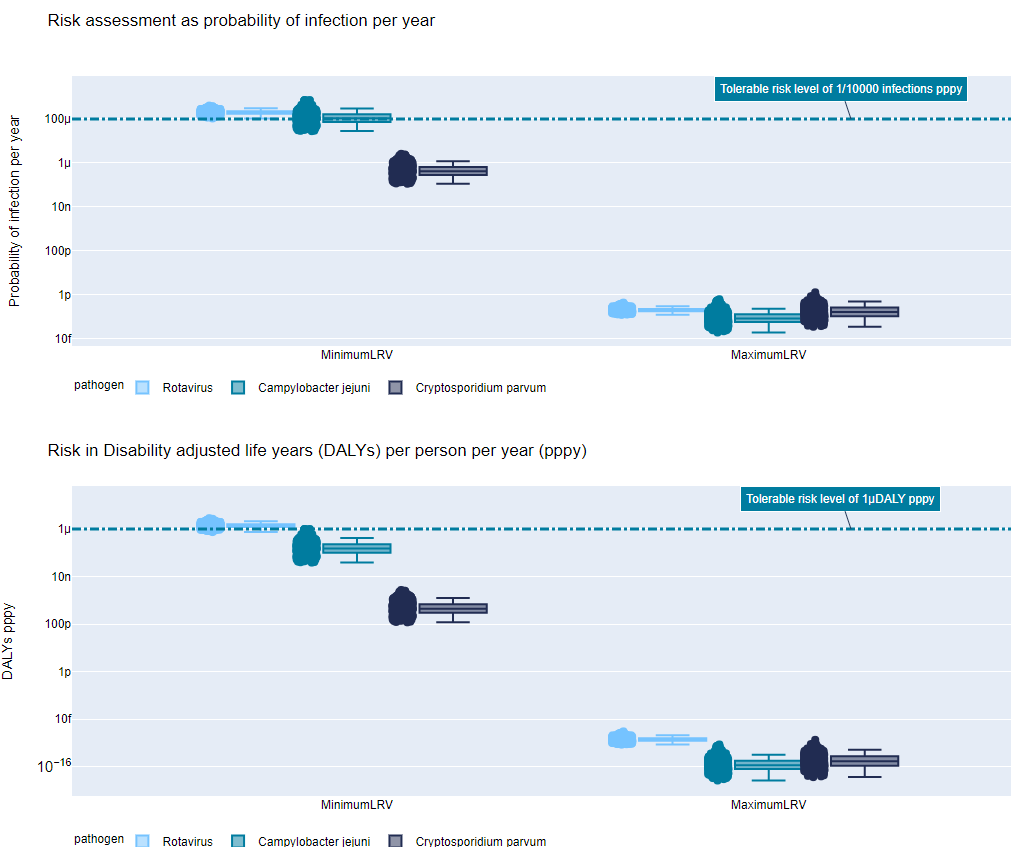 Risk assessment as probability of infection per year
Tolerable risk level of 1/10000 infections pppy
Probability of infection per year
100μ
1μ
10n
100p
1p
10f
MinimumLRV MaximumLRV
pathogen Rotavirus Campylobacter jejuni Cryptosporidium parvum
Risk in Disability adjusted life years (DALYs) per person per year (pppy)
Tolerable risk level of 1μDALY pppy
DALYs pppy
1μ
10n
100p
1p
10f
10⁻¹⁶
MinimumLRV MaximumLRV
pathogen Rotavirus Campylobacter jejuni Cryptosporidium parvum